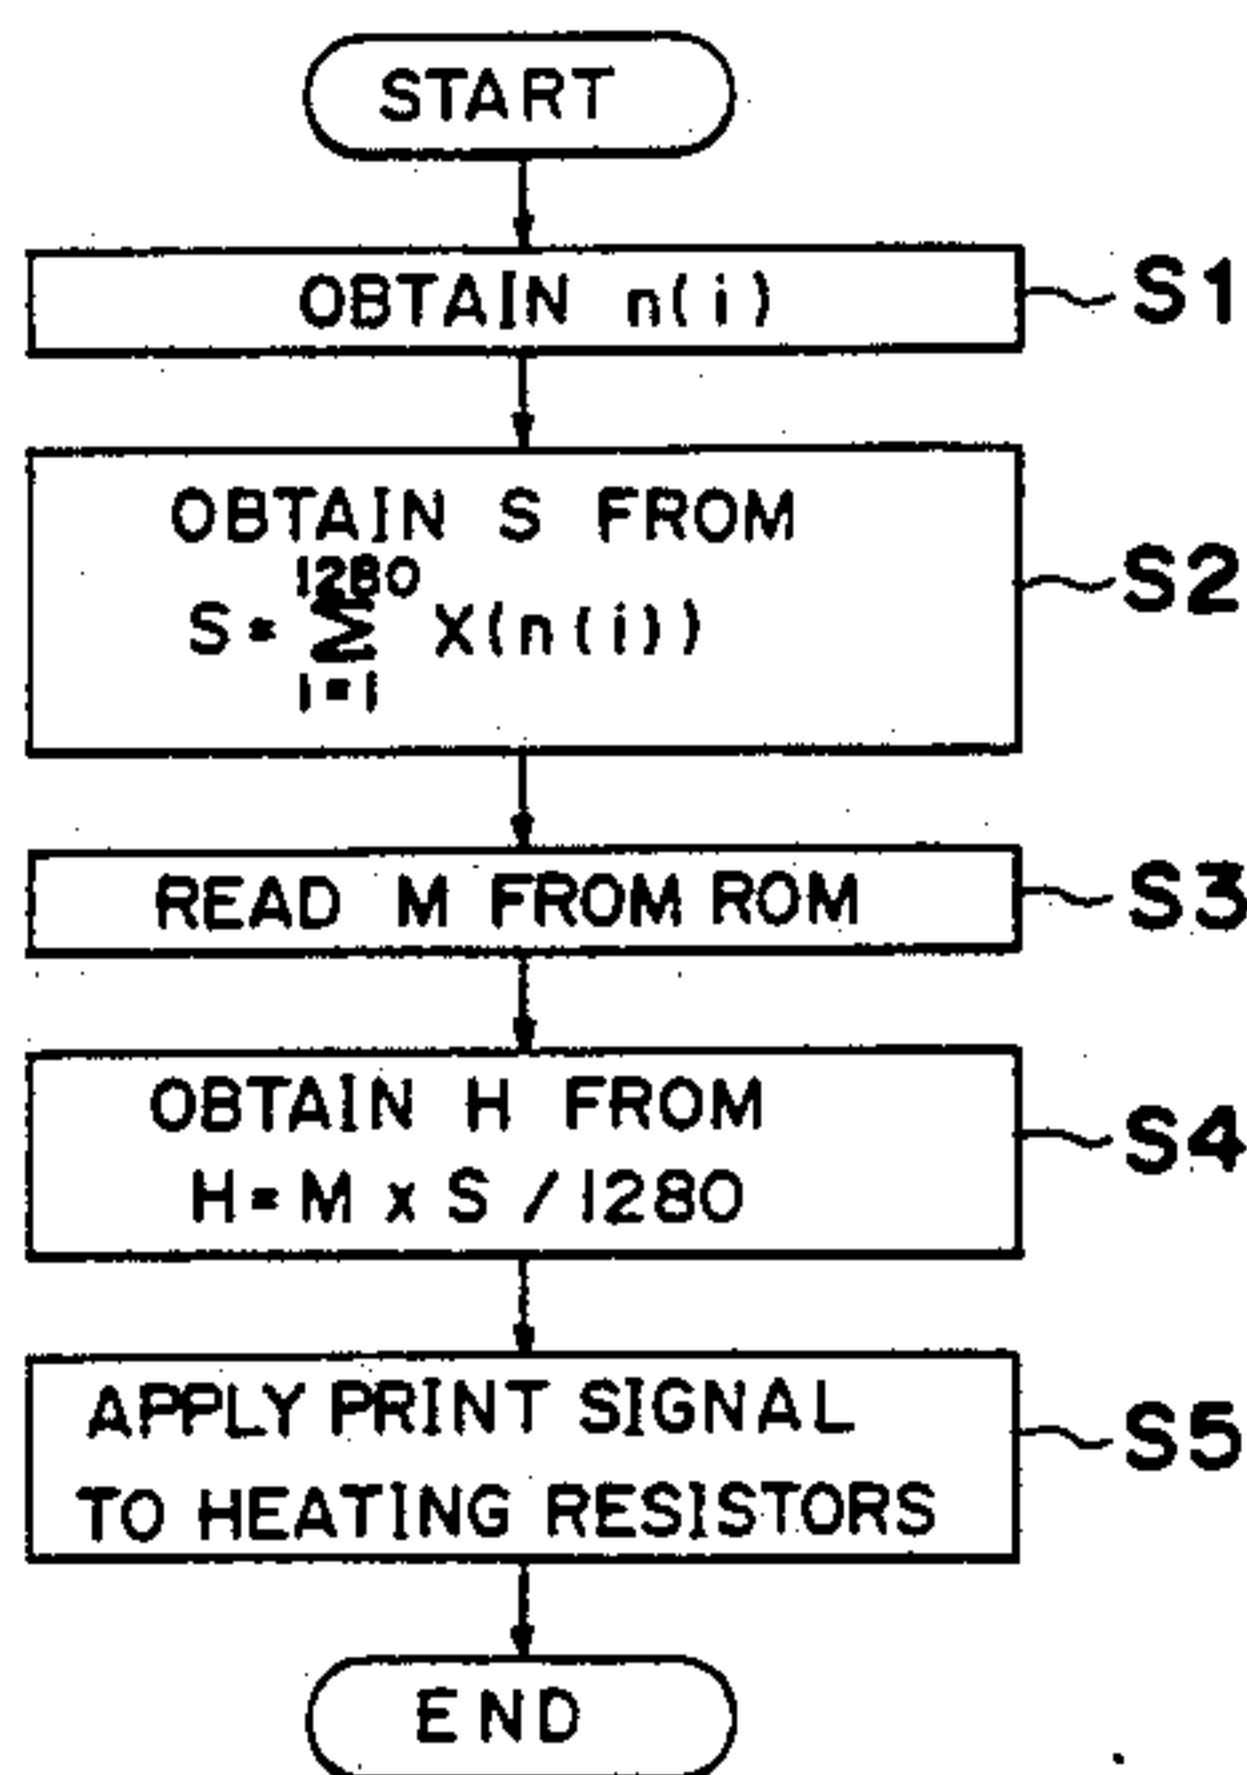 START
OBTAIN n(i)
S1
OBTAIN S FROM
1280
S = Σ X(n(i))
i = 1
S2
READ M FROM ROM
S3
OBTAIN H FROM
H = M x S / 1280
S4
APPLY PRINT SIGNAL
TO HEATING RESISTORS
S5
END